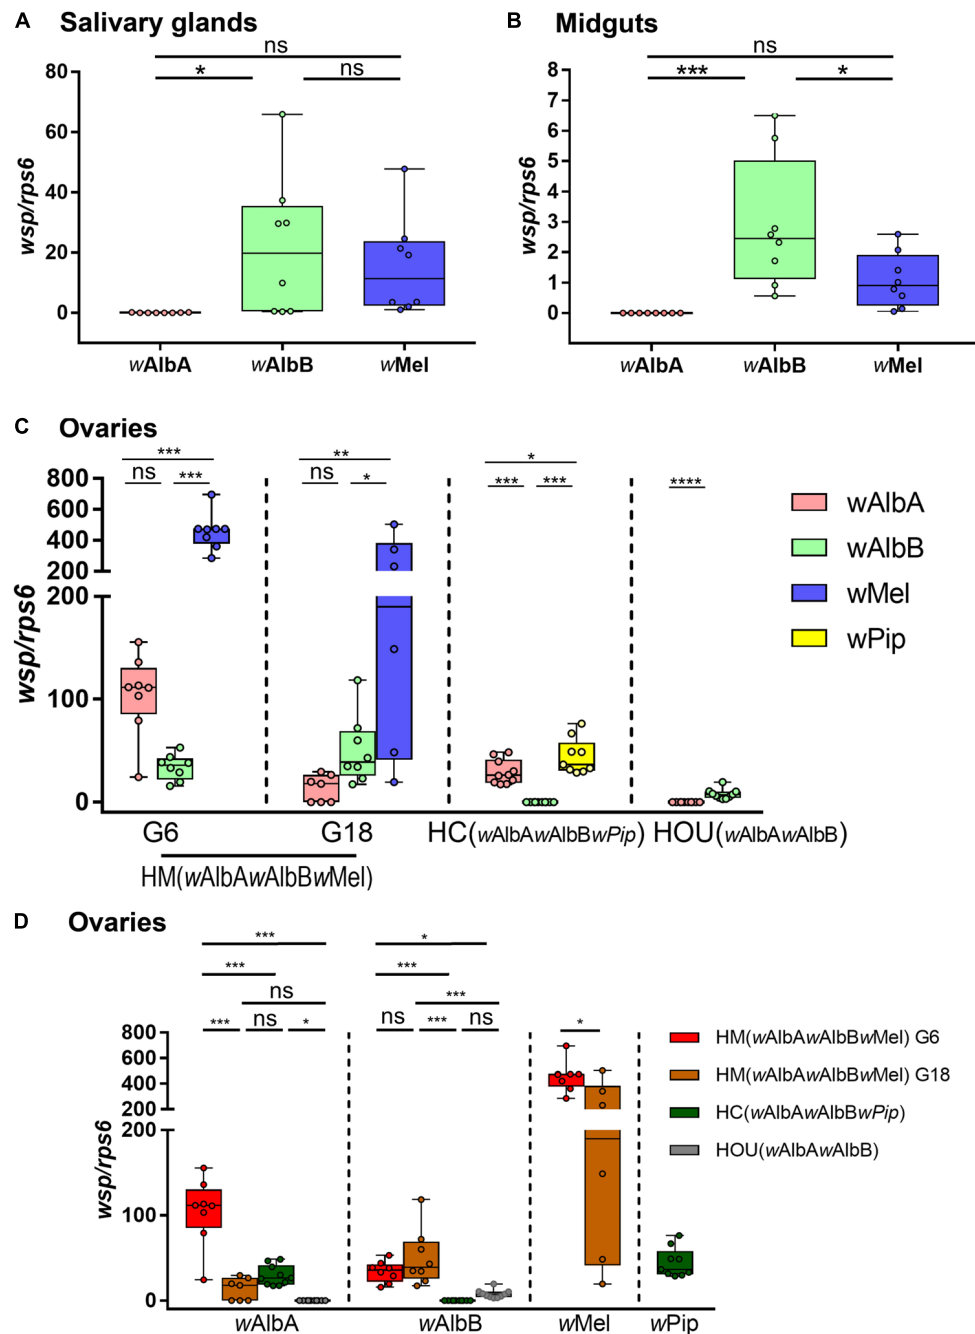 A Salivary glands
ns
* ns
80
60
40
20
0
wsp/rps6
wAlbA wAlbB wMel
B Midguts
ns
*** *
8
7
6
5
4
3
2
1
0
wsp/rps6
wAlbA wAlbB wMel
C Ovaries
*** ** *
ns *** ns * *** *** ****
800
600
400
200
200
100
0
wsp/rps6
wAlbA
wAlbB
wMel
wPip
G6 G18 HC(wAlbAwAlbBwPip) HOU(wAlbAwAlbB)
HM(wAlbAwAlbBwMel)
D Ovaries
*** *
*** ***
ns ***
*** ns * ns *** ns *
800
600
400
200
200
100
0
wsp/rps6
HM(wAlbAwAlbBwMel) G6
HM(wAlbAwAlbBwMel) G18
HC(wAlbAwAlbBwPip)
HOU(wAlbAwAlbB)
wAlbA wAlbB wMel wPip